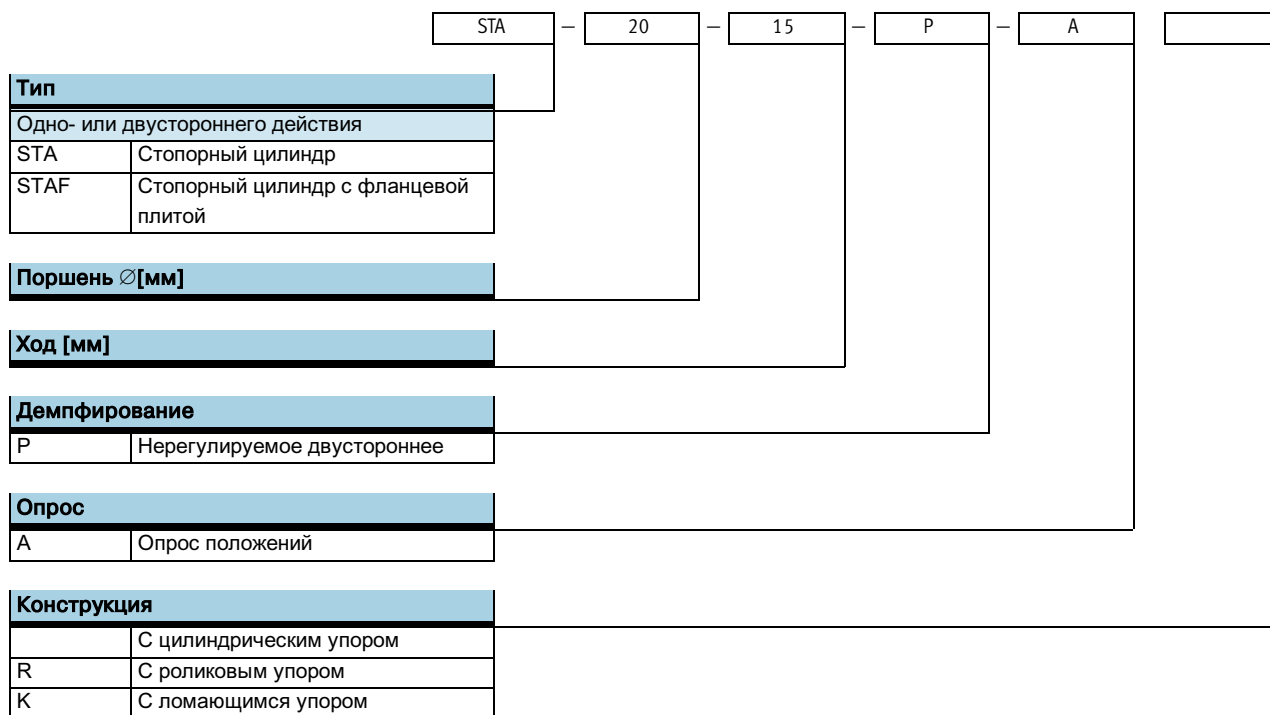 STA – 20 – 15 – P – A
Тип
Одно- или двустороннего действия
STA Стопорный цилиндр
STAF Стопорный цилиндр с фланцевой
плитой
Поршень ∅[мм]
Ход [мм]
Демпфирование
P Нерегулируемое двустороннее
Опрос
A Опрос положений
Конструкция
С цилиндрическим упором
R С роликовым упором
K С ломающимся упором